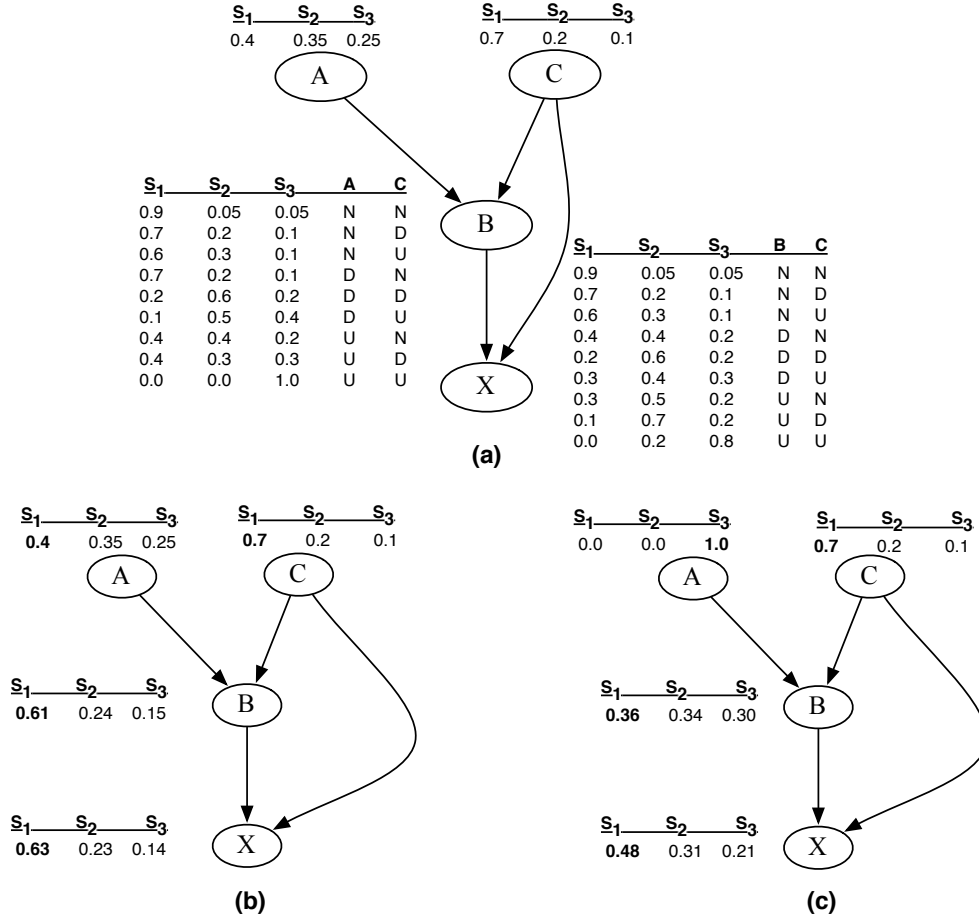 S1 S2 S3
0.4 0.35 0.25
A
S1 S2 S3
0.7 0.2 0.1
C
S1 S2 S3 A C
0.9 0.05 0.05 N N
0.7 0.2 0.1 N D
0.6 0.3 0.1 N U
0.7 0.2 0.1 D N
0.2 0.6 0.2 D D
0.1 0.5 0.4 D U
0.4 0.4 0.2 U N
0.4 0.3 0.3 U D
0.0 0.0 1.0 U U
B
S1 S2 S3 B C
0.9 0.05 0.05 N N
0.7 0.2 0.1 N D
0.6 0.3 0.1 N U
0.4 0.4 0.2 D N
0.2 0.6 0.2 D D
0.3 0.4 0.3 D U
0.3 0.5 0.2 U N
0.1 0.7 0.2 U D
0.0 0.2 0.8 U U
X
(a)
S1 S2 S3
0.4 0.35 0.25
A
S1 S2 S3
0.7 0.2 0.1
C
S1 S2 S3
0.61 0.24 0.15
B
S1 S2 S3
0.63 0.23 0.14
X
(b)
S1 S2 S3
0.0 0.0 1.0
A
S1 S2 S3
0.7 0.2 0.1
C
S1 S2 S3
0.36 0.34 0.30
B
S1 S2 S3
0.48 0.31 0.21
X
(c)